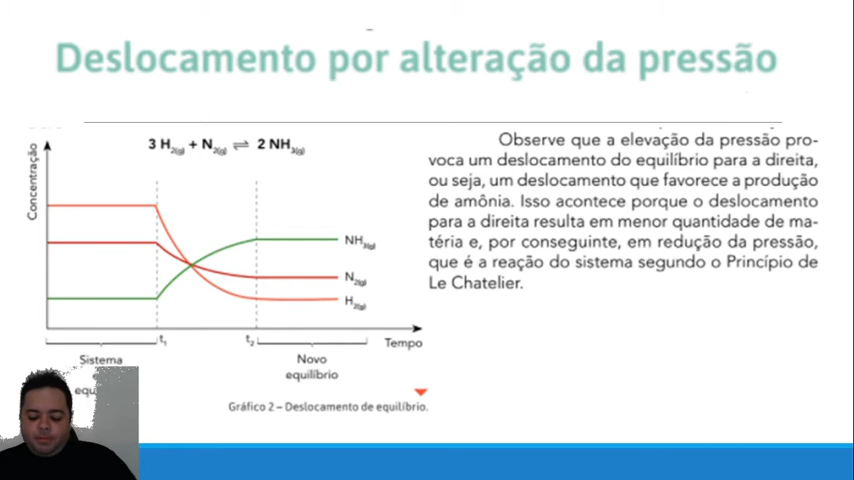 Deslocamento por alteração da pressão
3 H2(g) + N2(g) ⇌ 2 NH3(g)
Concentração
NH3(g)
N2(g)
H2(g)
t1
t2
Tempo
Sistema
Novo
equilíbrio
Gráfico 2 – Deslocamento de equilíbrio.
Observe que a elevação da pressão pro-
voca um deslocamento do equilíbrio para a direita,
ou seja, um deslocamento que favorece a produção
de amônia. Isso acontece porque o deslocamento
para a direita resulta em menor quantidade de ma-
téria e, por conseguinte, em redução da pressão,
que é a reação do sistema segundo o Princípio de
Le Chatelier.